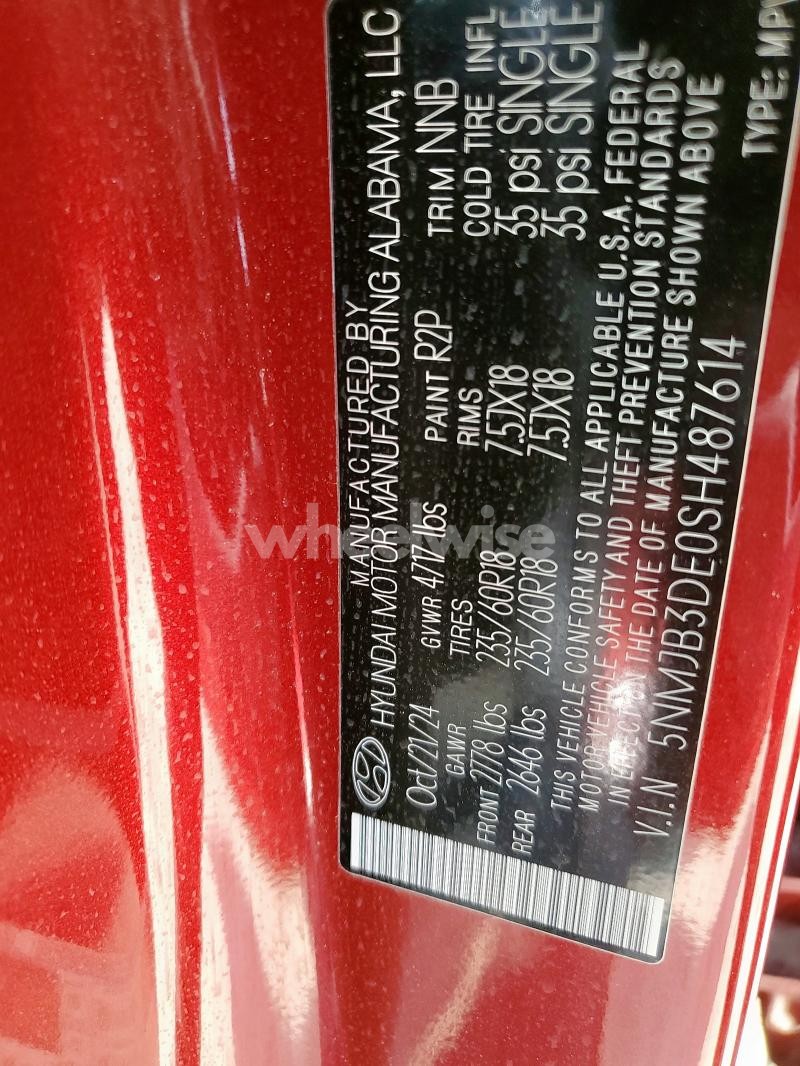 MANUFACTURED BY
HYUNDAI MOTOR MANUFACTURING ALABAMA, LLC
Oct/21/24 GVWR 4717 lbs PAINT R2P TRIM NNB
GAWR TIRES RIMS COLD TIRE INFL
FRONT 2778 lbs 235/60R18 7.5JX18 35 psi SINGLE
REAR 2646 lbs 235/60R18 7.5JX18 35 psi SINGLE
THIS VEHICLE CONFORMS TO ALL APPLICABLE U.S.A. FEDERAL
MOTOR VEHICLE SAFETY AND THEFT PREVENTION STANDARDS
IN EFFECT ON THE DATE OF MANUFACTURE SHOWN ABOVE
V.I.N 5NMJB3DE0SH487614 TYPE: MPV
wheelwise